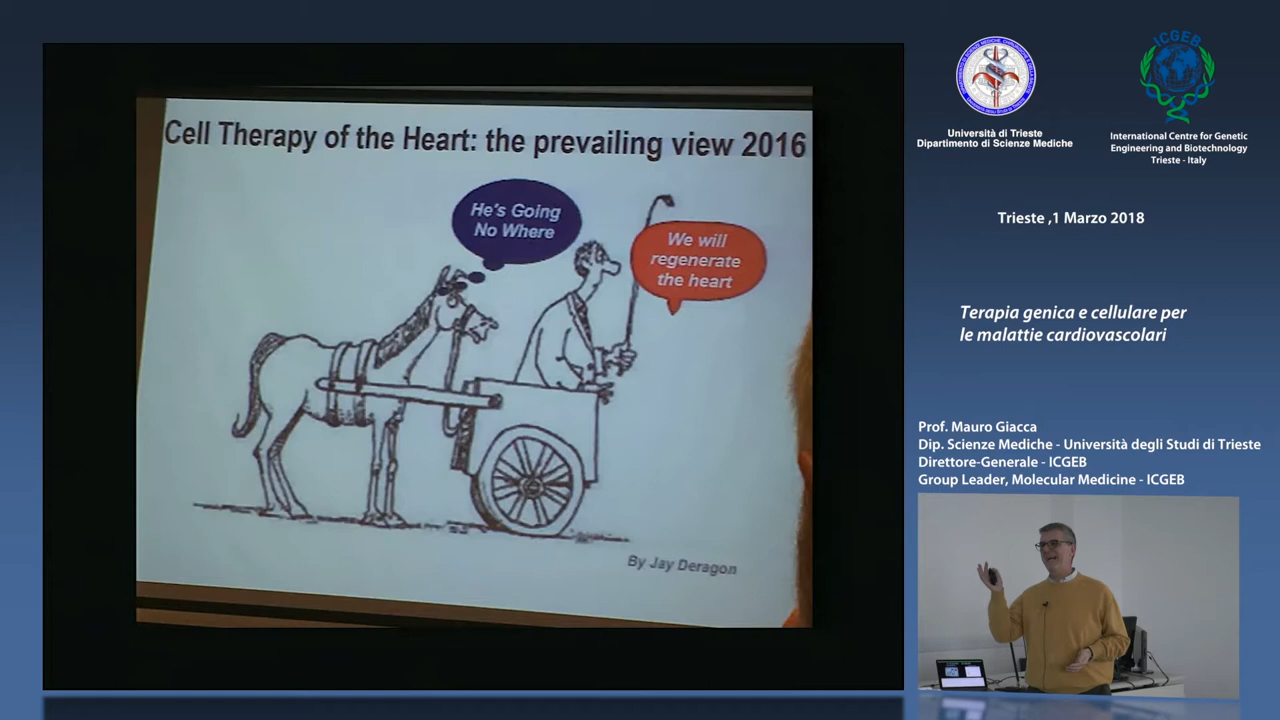 Cell Therapy of the Heart: the prevailing view 2016
He's Going
No Where
We will
regenerate
the heart
By Jay Deragon
ICGEB
Università di Trieste
Dipartimento di Scienze Mediche
International Centre for Genetic
Engineering and Biotechnology
Trieste - Italy
Trieste ,1 Marzo 2018
Terapia genica e cellulare per
le malattie cardiovascolari
Prof. Mauro Giacca
Dip. Scienze Mediche - Università degli Studi di Trieste
Direttore-Generale - ICGEB
Group Leader, Molecular Medicine - ICGEB